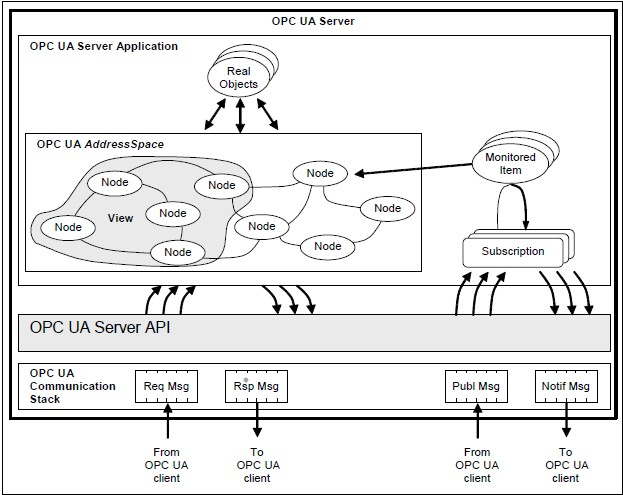 OPC UA Server
OPC UA Server Application
Real
Objects
OPC UA AddressSpace
Monitored
Item
Node
Node
Node
Node
Node
View
Node
Node
Node
Node
Subscription
OPC UA Server API
OPC UA
Communication
Stack
Req Msg
Rsp Msg
Publ Msg
Notif Msg
From
OPC UA
client
To
OPC UA
client
From
OPC UA
client
To
OPC UA
client